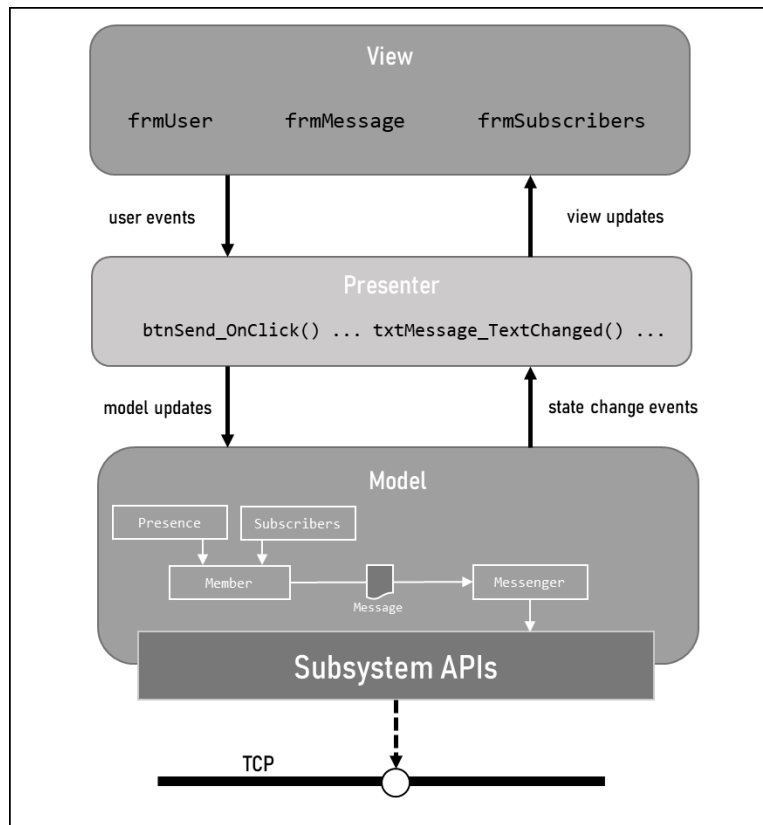 View
frmUser frmMessage frmSubscribers
user events view updates
Presenter
btnSend_OnClick() ... txtMessage_TextChanged() ...
model updates state change events
Model
Presence Subscribers
Member Messenger
Message
Subsystem APIs
TCP